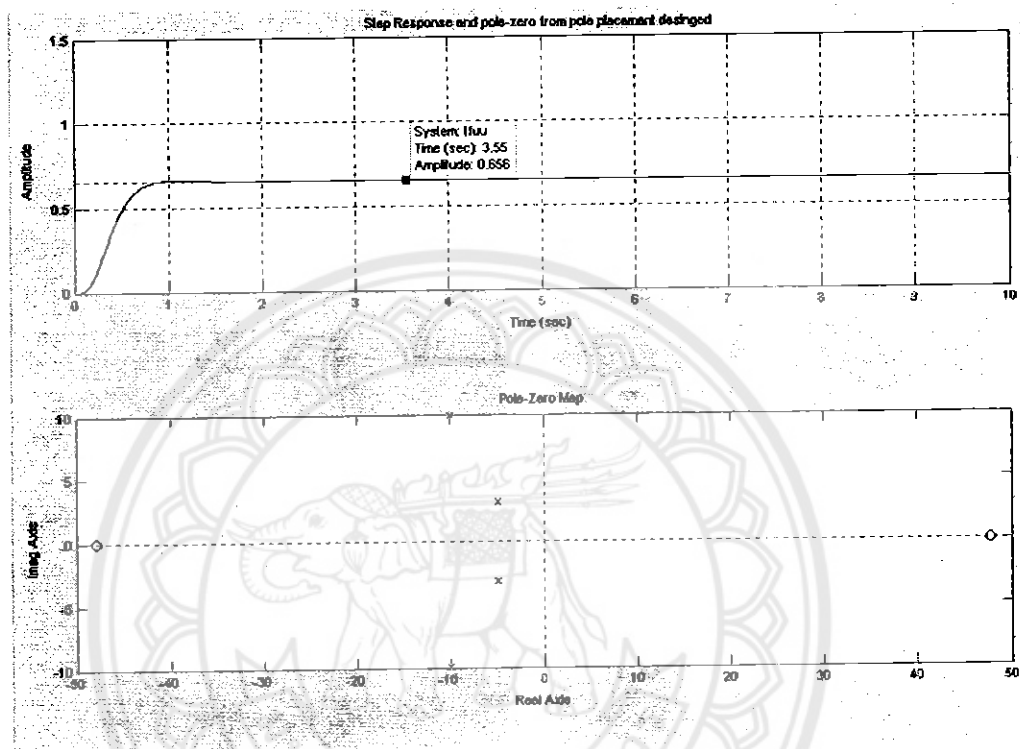 Step Response and pole-zero from pole placement desinged
1.5
1
0.5
0
Amplitude
System: lfuu
Time (sec): 3.55
Amplitude: 0.656
0 1 2 3 4 5 6 7 8 9 10
Time (sec)
Pole-Zero Map
10
5
0
-5
-10
Imag Axis
-50 -40 -30 -20 -10 0 10 20 30 40 50
Real Axis